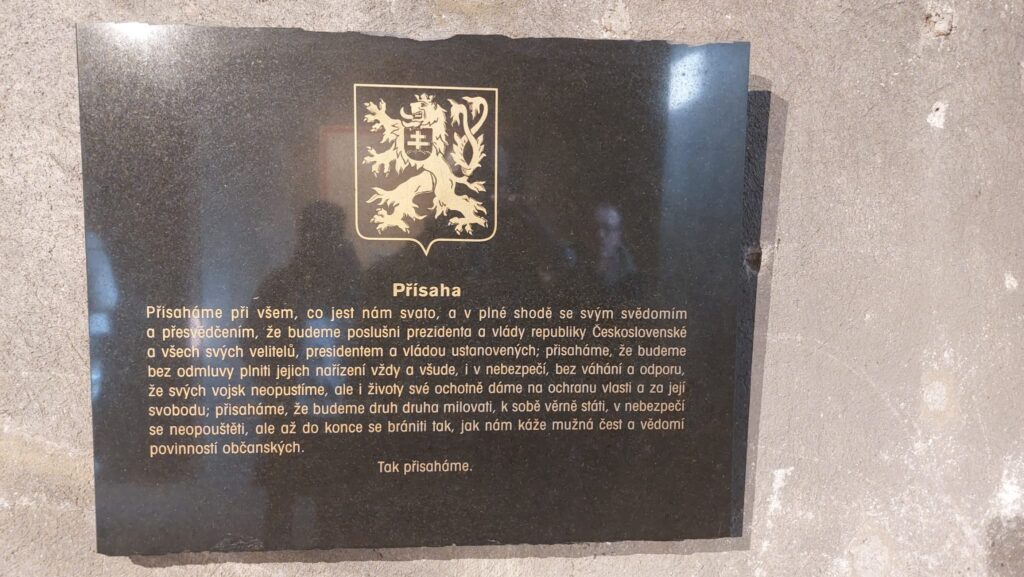 Přísaha
Přísaháme při všem, co jest nám svato, a v plné shodě se svým svědomím
a přesvědčením, že budeme poslušni prezidenta a vlády republiky Československé
a všech svých velitelů, presidentem a vládou ustanovených; přisaháme, že budeme
bez odmluvy plniti jejich nařízení vždy a všude, i v nebezpečí, bez váhání a odporu,
že svých vojsk neopustíme, ale i životy své ochotně dáme na ochranu vlasti a za její
svobodu; přisaháme, že budeme druh druha milovati, k sobě věrně státi, v nebezpečí
se neopouštěti, ale až do konce se brániti tak, jak nám káže mužná čest a vědomí
povinností občanských.
Tak přisaháme.